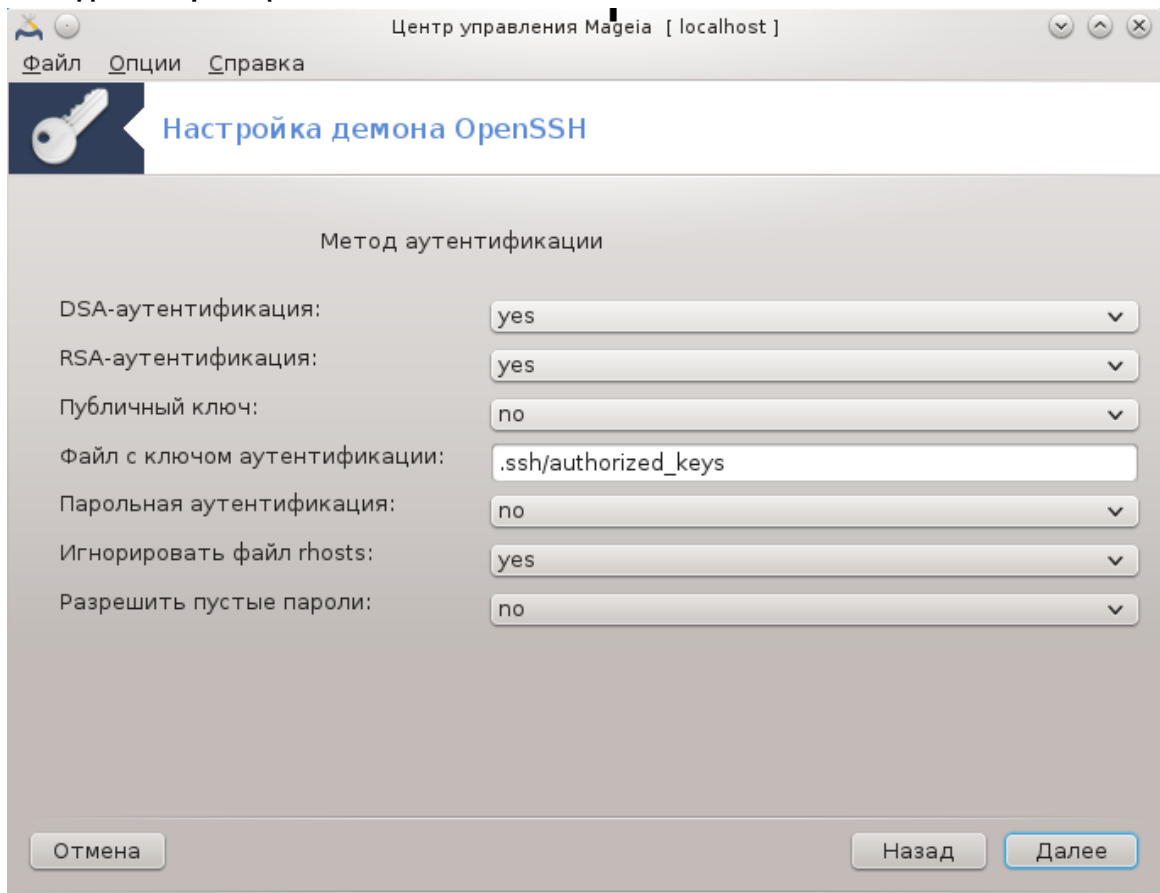 Центр управления Mageia [ localhost ]
Файл Опции Справка
Настройка демона OpenSSH
Метод аутентификации
DSA-аутентификация: yes
RSA-аутентификация: yes
Публичный ключ: no
Файл с ключом аутентификации: .ssh/authorized_keys
Парольная аутентификация: no
Игнорировать файл rhosts: yes
Разрешить пустые пароли: no
Отмена Назад Далее